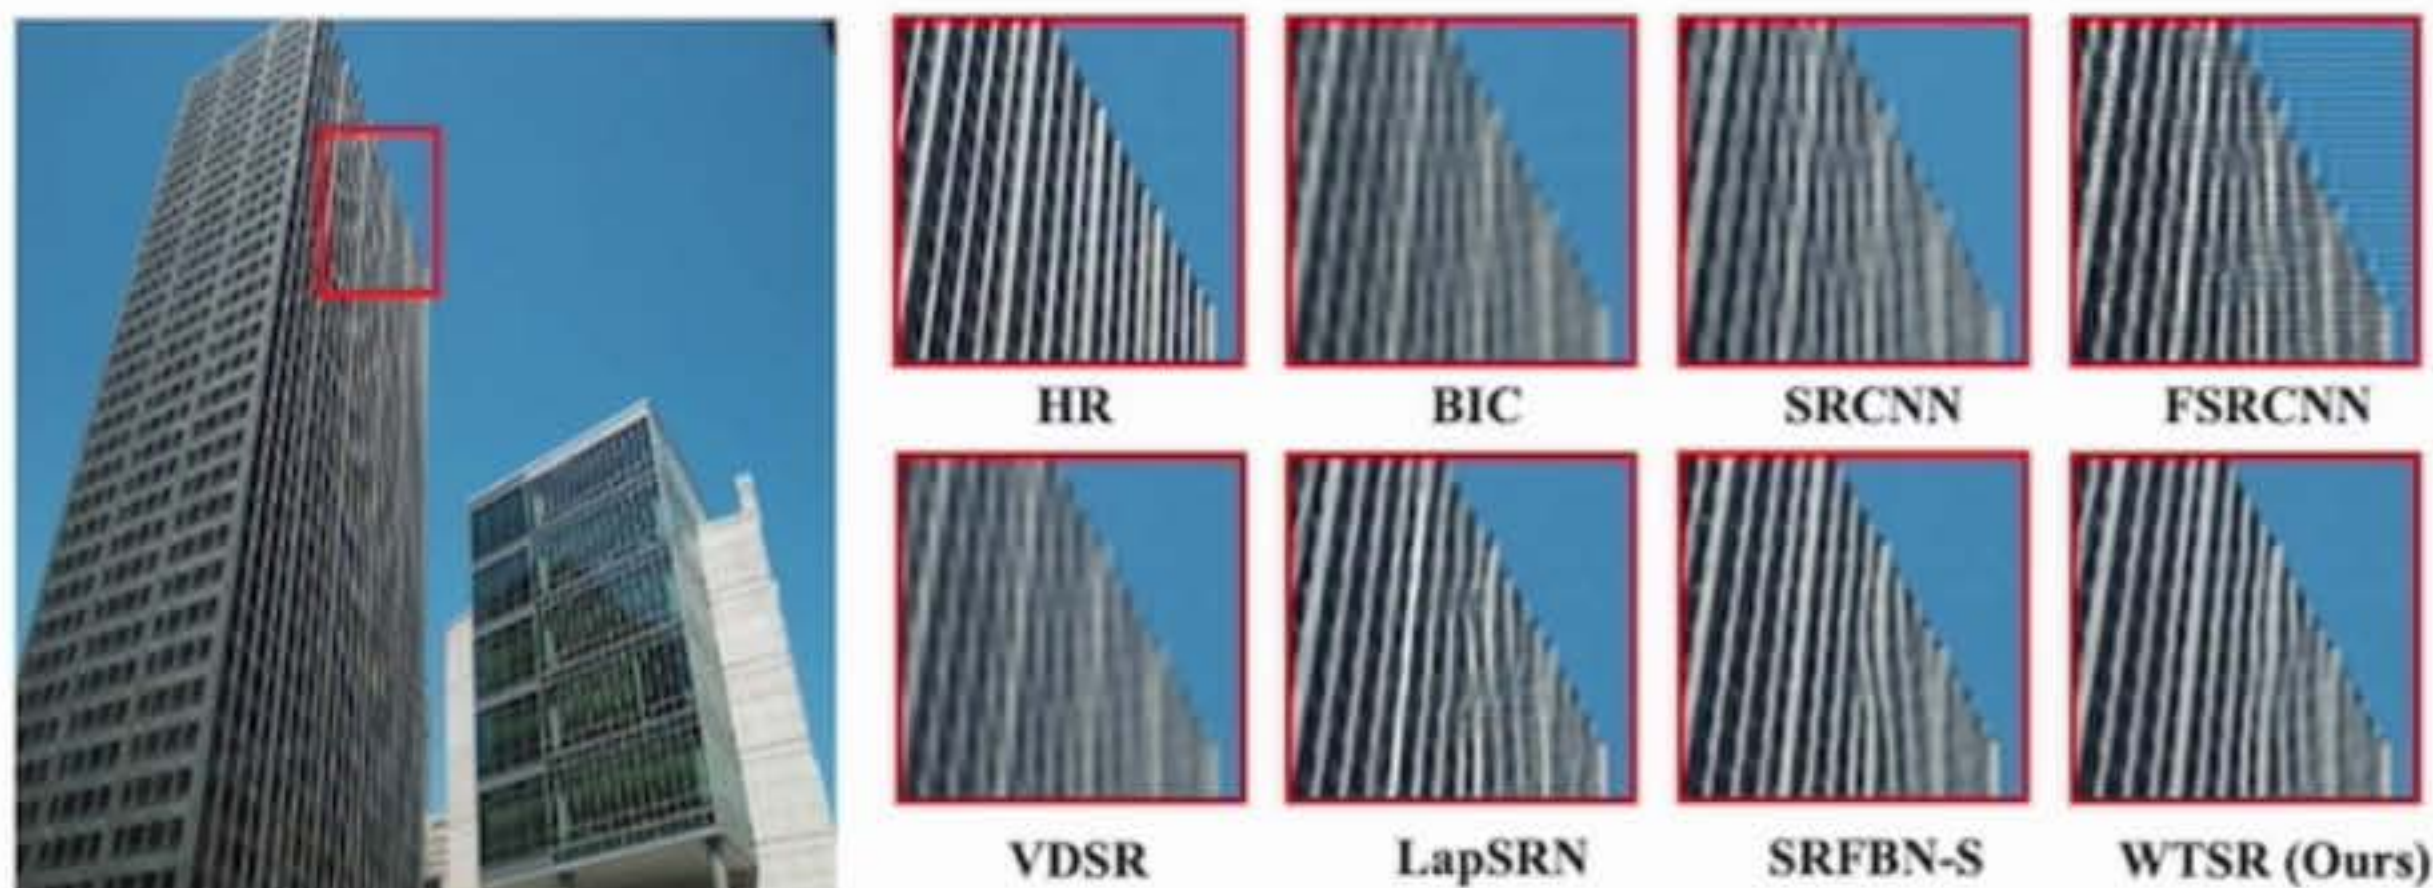 HR
BIC
SRCNN
FSRCNN
VDSR
LapSRN
SRFBN-S
WTSR (Ours)